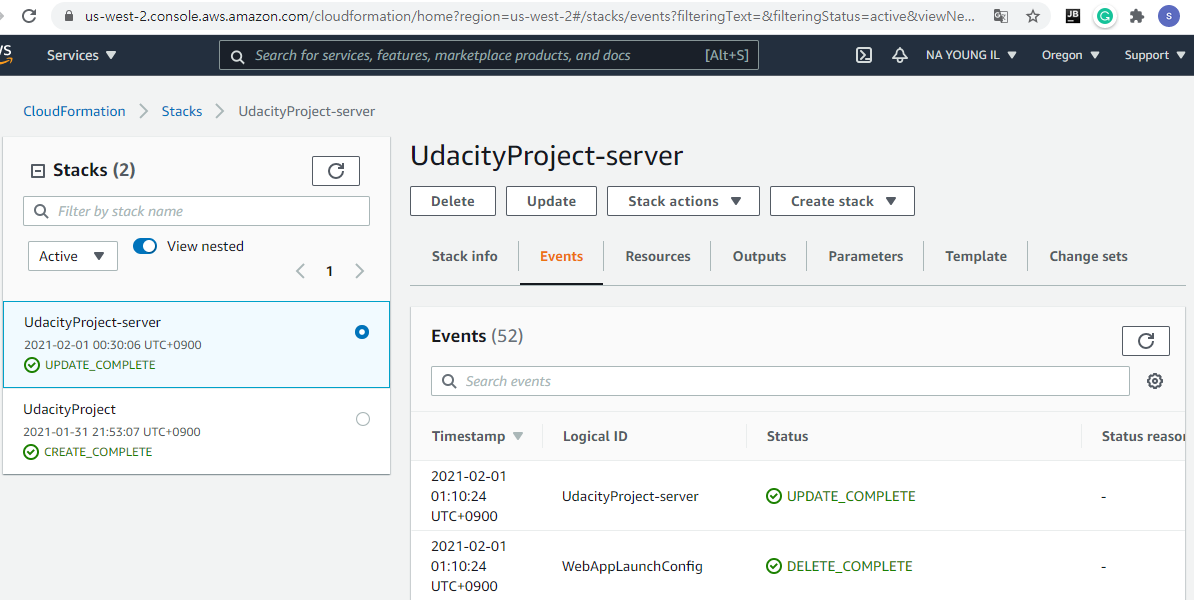 us-west-2.console.aws.amazon.com/cloudformation/home?region=us-west-2#/stacks/events?filteringText=&filteringStatus=active&viewNe...
JB
G
S
Services
Search for services, features, marketplace products, and docs [Alt+S]
NA YOUNG IL
Oregon
Support
CloudFormation
Stacks
UdacityProject-server
Stacks (2)
Filter by stack name
Active
View nested
1
UdacityProject-server
2021-02-01 00:30:06 UTC+0900
UPDATE_COMPLETE
UdacityProject
2021-01-31 21:53:07 UTC+0900
CREATE_COMPLETE
UdacityProject-server
Delete
Update
Stack actions
Create stack
Stack info
Events
Resources
Outputs
Parameters
Template
Change sets
Events (52)
Search events
Timestamp
Logical ID
Status
Status reason
2021-02-01
01:10:24
UTC+0900
UdacityProject-server
UPDATE_COMPLETE
-
2021-02-01
01:10:24
UTC+0900
WebAppLaunchConfig
DELETE_COMPLETE
-